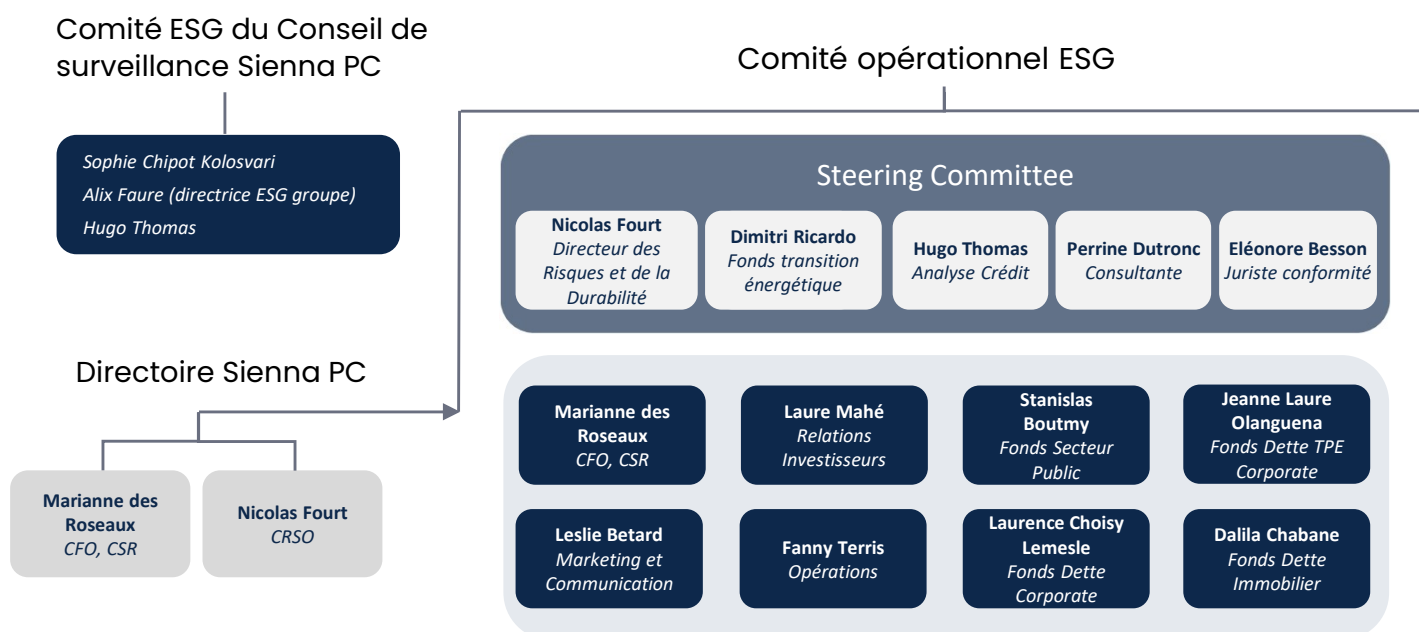 Comité ESG du Conseil de
surveillance Sienna PC
Sophie Chipot Kolosvari
Alix Faure (directrice ESG groupe)
Hugo Thomas
Comité opérationnel ESG
Steering Committee
Nicolas Fourt
Directeur des
Risques et de la
Durabilité
Dimitri Ricardo
Fonds transition
énergétique
Hugo Thomas
Analyse Crédit
Perrine Dutronc
Consultante
Eléonore Besson
Juriste conformité
Directoire Sienna PC
Marianne des
Roseaux
CFO, CSR
Nicolas Fourt
CRSO
Marianne des
Roseaux
CFO, CSR
Laure Mahé
Relations
Investisseurs
Stanislas
Boutmy
Fonds Secteur
Public
Jeanne Laure
Olanguena
Fonds Dette TPE
Corporate
Leslie Betard
Marketing et
Communication
Fanny Terris
Opérations
Laurence Choisy
Lemesle
Fonds Dette
Corporate
Dalila Chabane
Fonds Dette
Immobilier